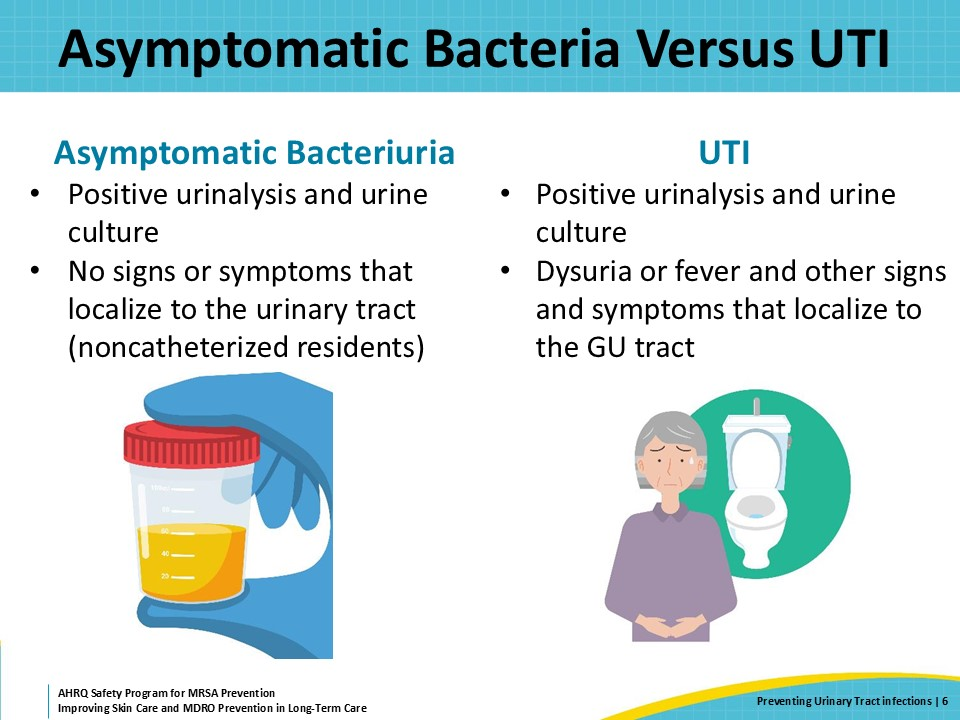 Asymptomatic Bacteria Versus UTI
Asymptomatic Bacteriuria
• Positive urinalysis and urine
culture
• No signs or symptoms that
localize to the urinary tract
(noncatheterized residents)
UTI
• Positive urinalysis and urine
culture
• Dysuria or fever and other signs
and symptoms that localize to
the GU tract
60
40
20
AHRQ Safety Program for MRSA Prevention
Improving Skin Care and MDRO Prevention in Long-Term Care
Preventing Urinary Tract infections | 6